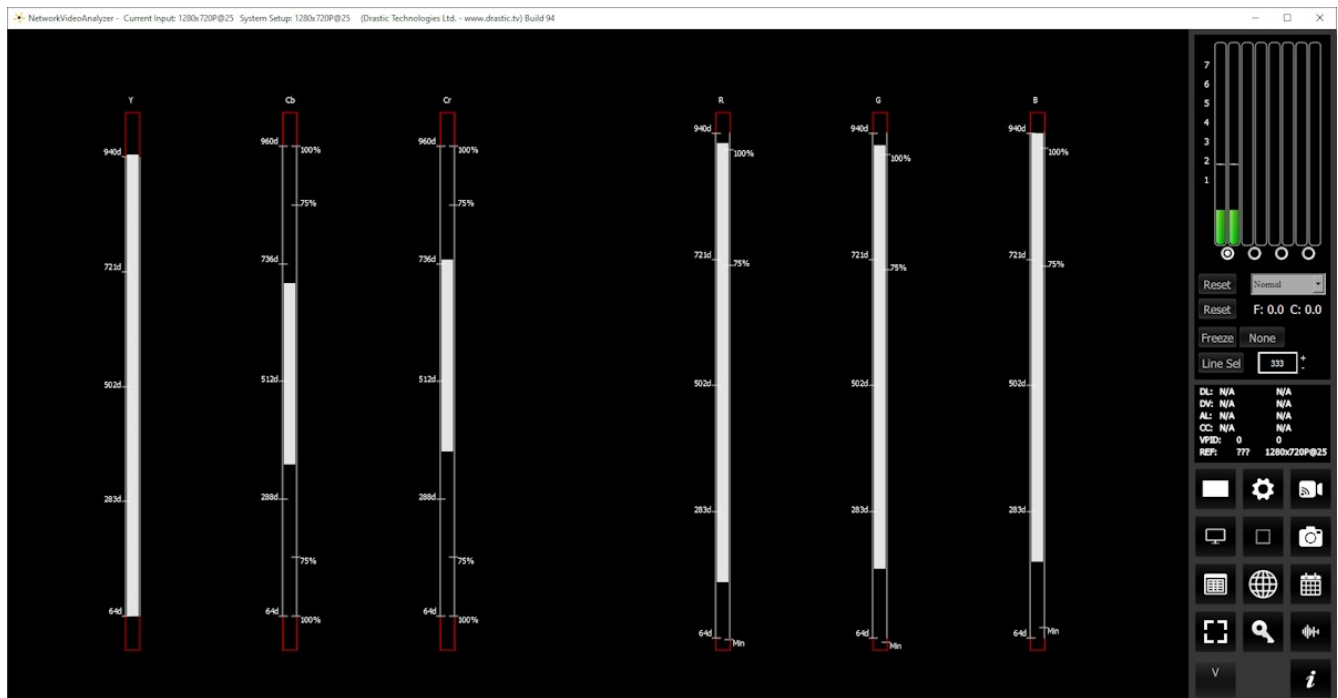 NetworkVideoAnalyzer - Current Input: 1280x720P@25 System Setup: 1280x720P@25 (Drastic Technologies Ltd. - www.drastic.tv) Build 94
Y
940d
721d
502d
283d
64d
Cb
960d
100%
75%
736d
512d
288d
75%
64d
100%
Cr
960d
100%
75%
736d
512d
288d
75%
64d
100%
R
940d
100%
721d
75%
502d
283d
64d
Min
G
940d
100%
721d
75%
502d
283d
64d
Min
B
940d
100%
721d
75%
502d
283d
64d
Min
7
6
5
4
3
2
1
Reset Normal
Reset F: 0.0 C: 0.0
Freeze None
Line Sel 333 + -
DL: N/A N/A
DV: N/A N/A
AL: N/A N/A
CC: N/A N/A
VPID: 0 0
REF: ??? 1280x720P@25
V i